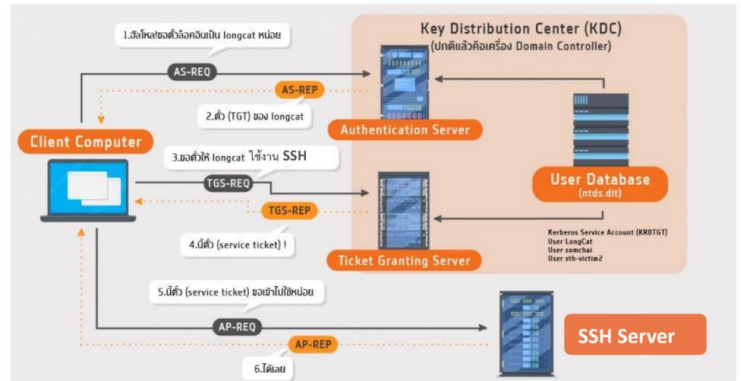 1.ฮัลโหล!ขอตั๋วล็อคอินเป็น longcat หน่อย
Key Distribution Center (KDC)
(ปกติแล้วคือเครื่อง Domain Controller)
AS-REQ
AS-REP
2.ตั๋ว (TGT) ของ longcat
Authentication Server
Client Computer
3.ขอตั๋วให้ longcat ใช้งาน SSH
User Database
(ntds.dit)
TGS-REQ
TGS-REP
Kerberos Service Account (KRBTGT)
User LongCat
User somchai
User sth-victim2
4.นี่ตั๋ว (service ticket) !
Ticket Granting Server
5.นี่ตั๋ว (service ticket) ขอเข้าไปใช้หน่อย
AP-REQ
SSH Server
AP-REP
6.ได้เลย